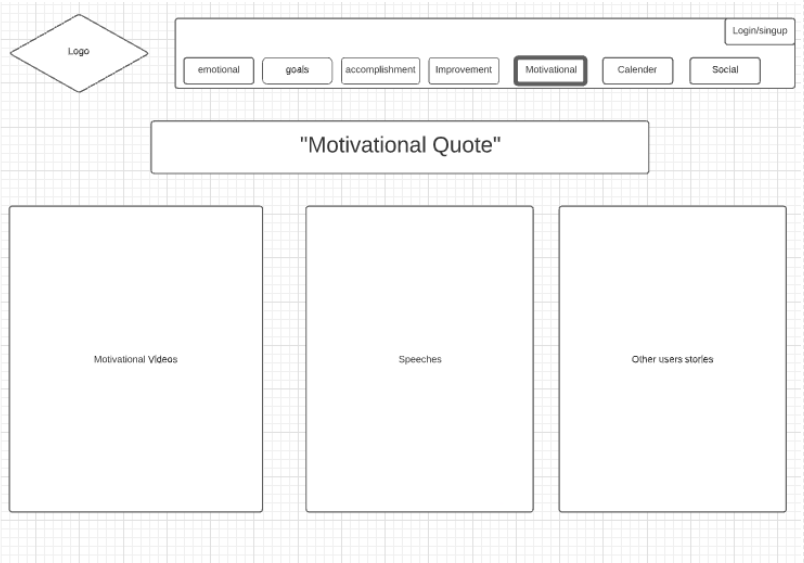 Logo
Login/singup
emotional
goals
accomplishment
Improvement
Motivational
Calender
Social
"Motivational Quote"
Motivational Videos
Speeches
Other users stories